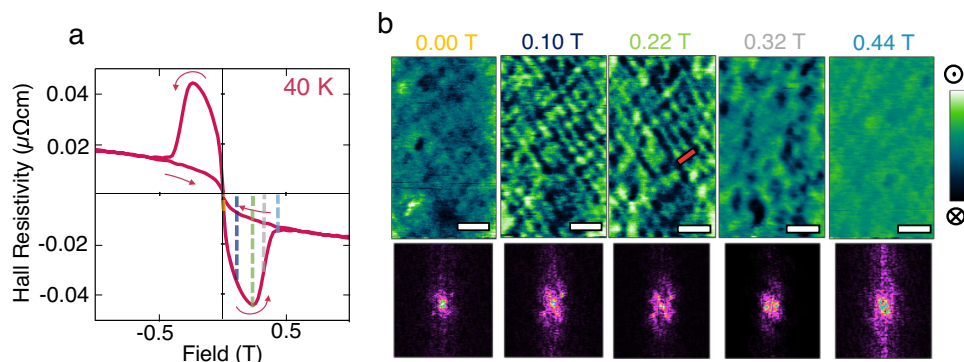 a
40 K
Hall Resistivity (μΩcm)
0.04
0.02
-0.02
-0.04
-0.5
0.5
Field (T)
b
0.00 T
0.10 T
0.22 T
0.32 T
0.44 T